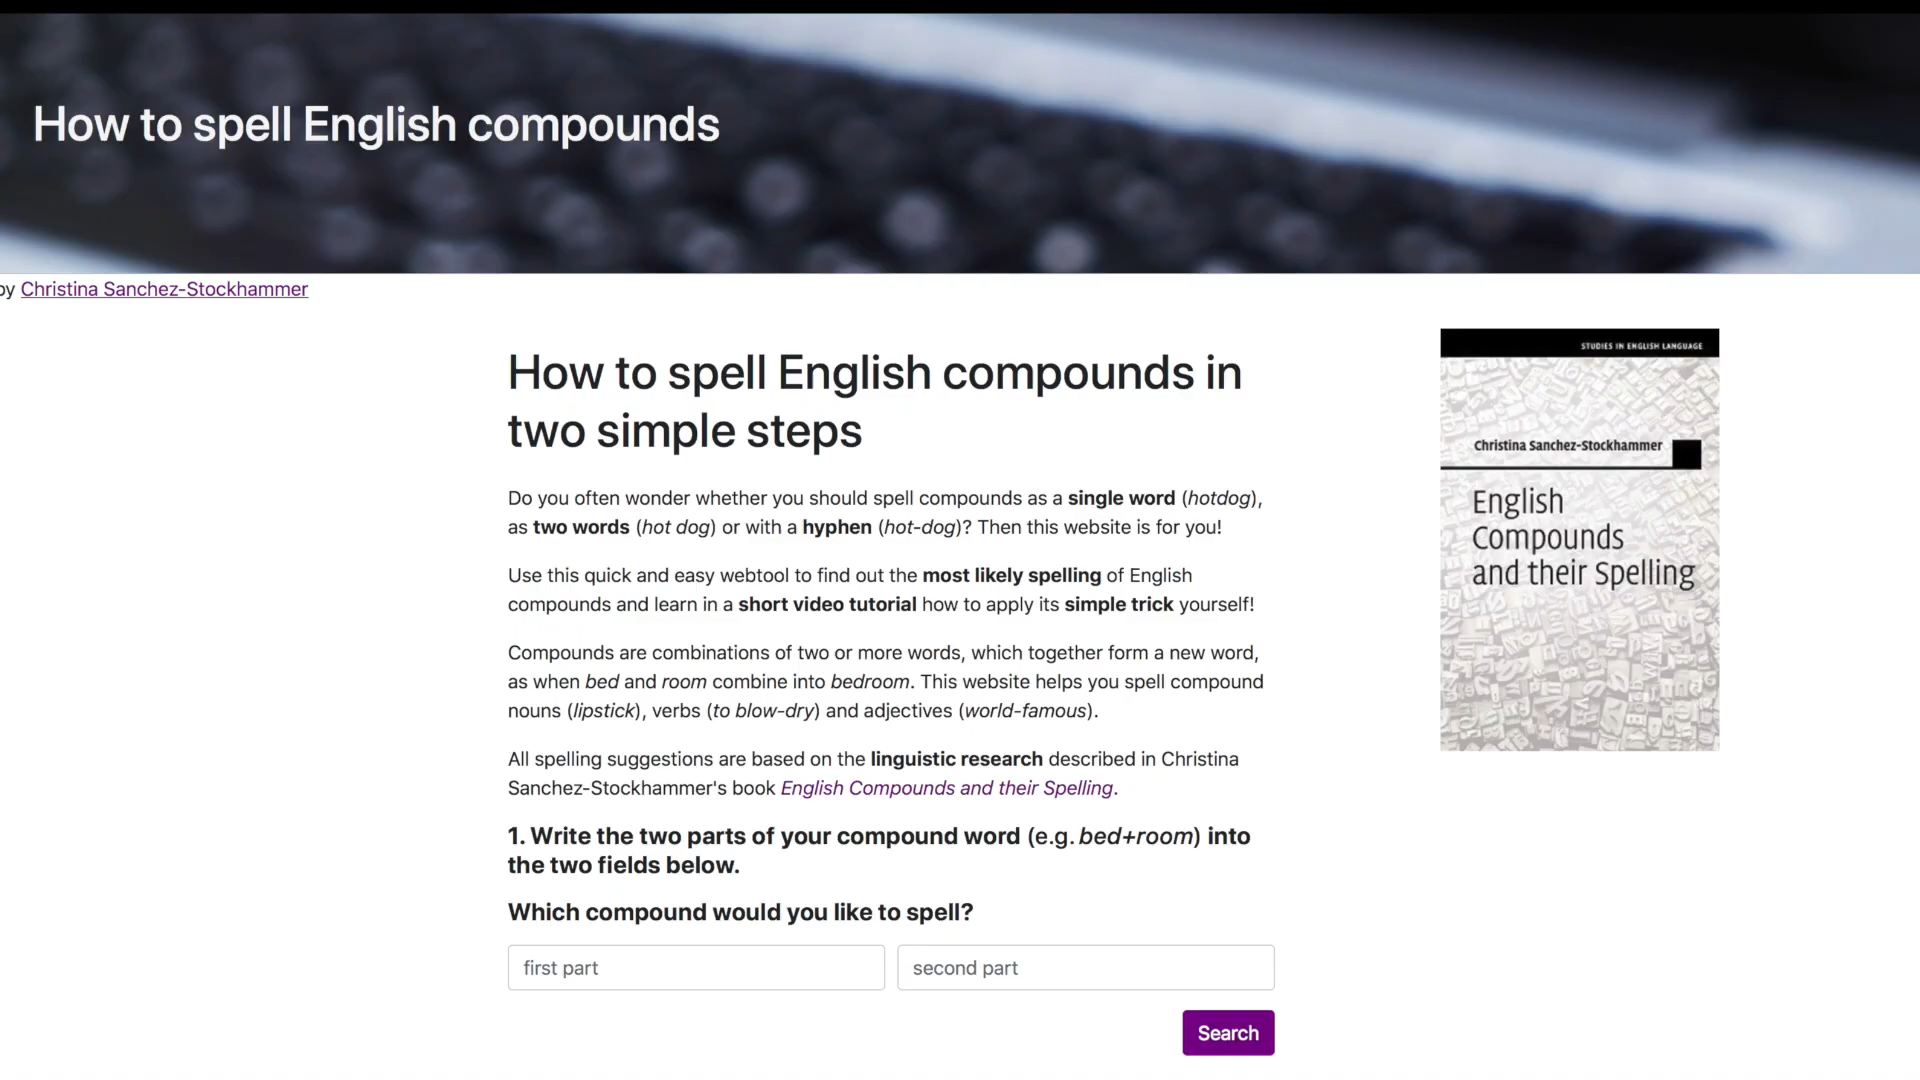 How to spell English compounds
by Christina Sanchez-Stockhammer
How to spell English compounds in
two simple steps
Do you often wonder whether you should spell compounds as a single word (hotdog),
as two words (hot dog) or with a hyphen (hot-dog)? Then this website is for you!
Use this quick and easy webtool to find out the most likely spelling of English
compounds and learn in a short video tutorial how to apply its simple trick yourself!
Compounds are combinations of two or more words, which together form a new word,
as when bed and room combine into bedroom. This website helps you spell compound
nouns (lipstick), verbs (to blow-dry) and adjectives (world-famous).
All spelling suggestions are based on the linguistic research described in Christina
Sanchez-Stockhammer's book English Compounds and their Spelling.
1. Write the two parts of your compound word (e.g. bed+room) into
the two fields below.
Which compound would you like to spell?
first part
second part
Search
STUDIES IN ENGLISH LANGUAGE
Christina Sanchez-Stockhammer
English
Compounds
and their Spelling